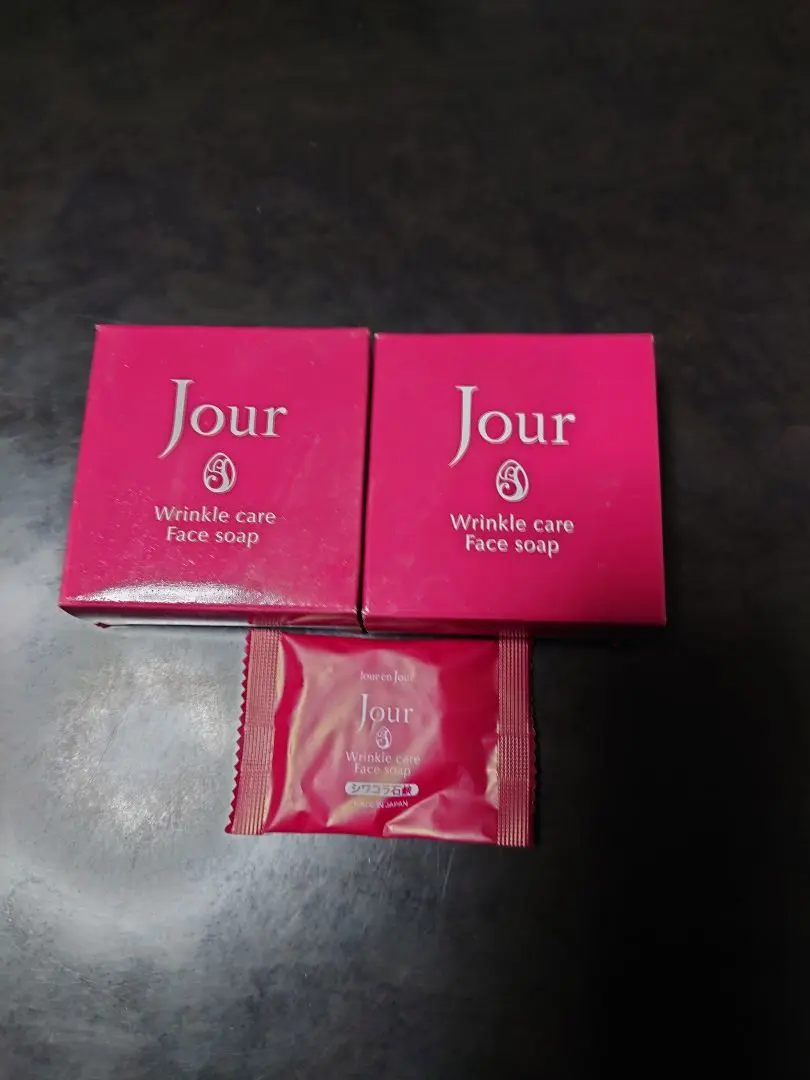 Jour
Wrinkle care
Face soap
Jour
Wrinkle care
Face soap
Jour en Jour
Jour
Wrinkle care
Face soap
シワコラ石鹸
MADE IN JAPAN